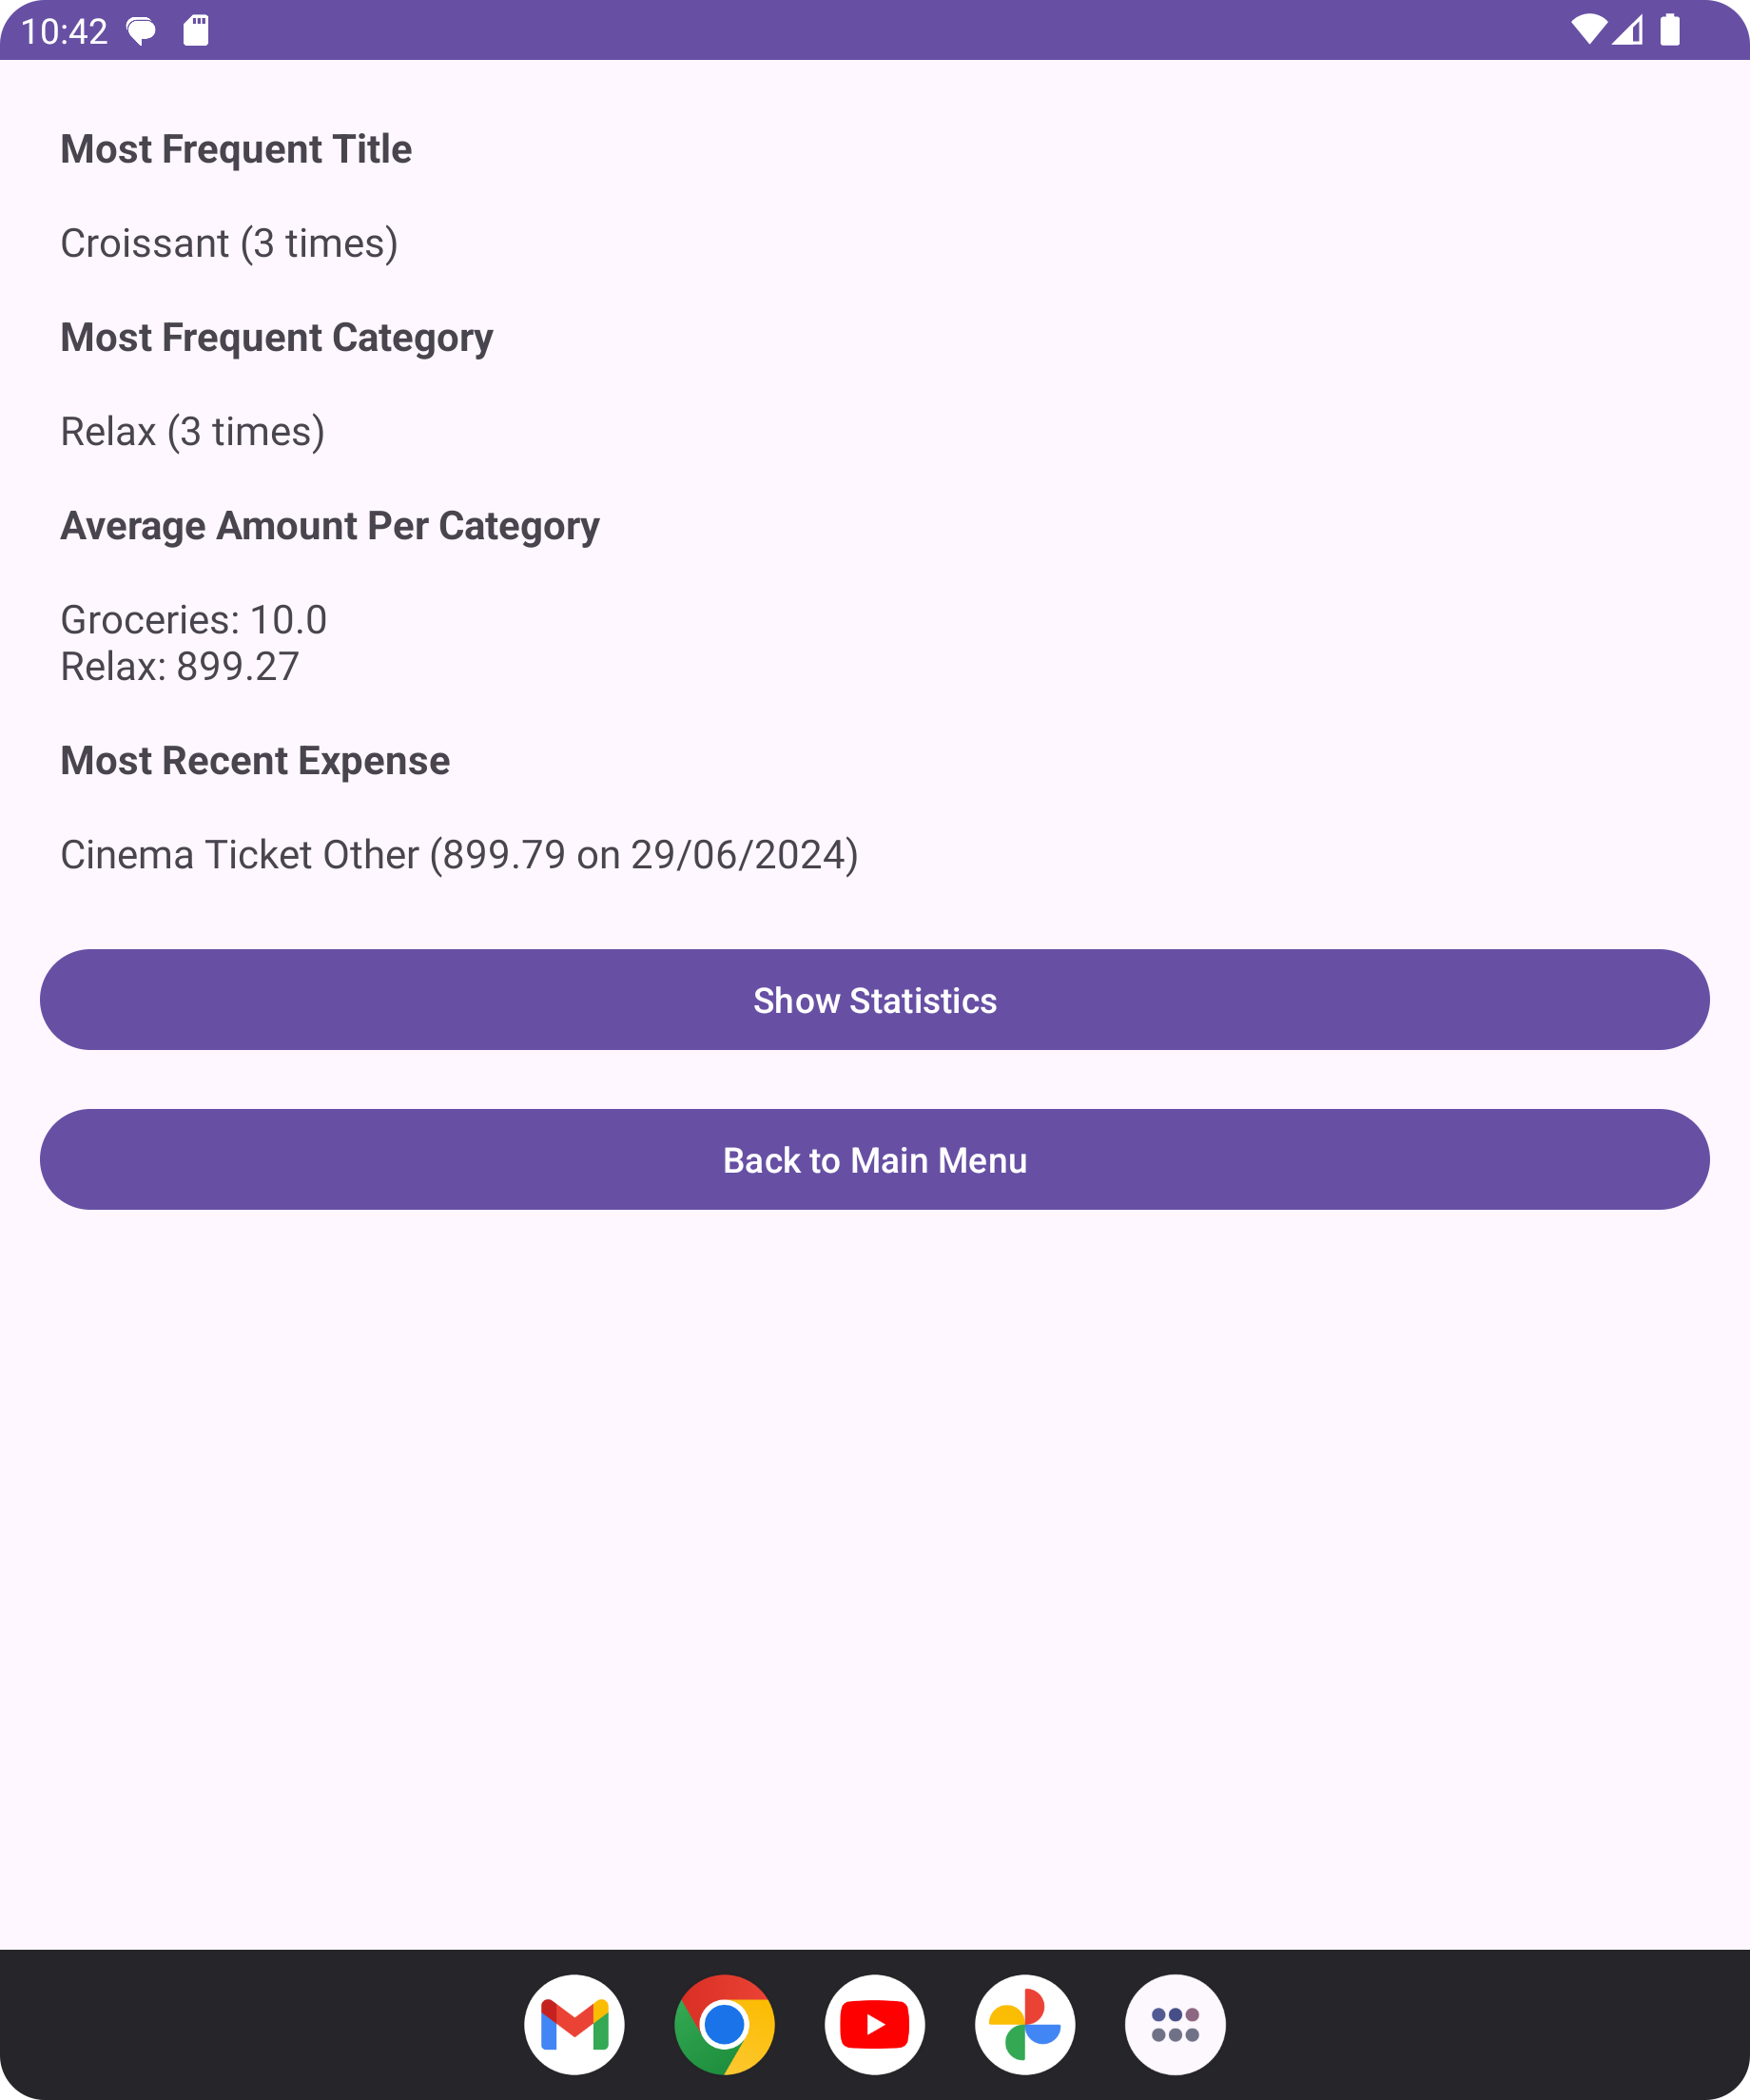 10:42
Most Frequent Title
Croissant (3 times)
Most Frequent Category
Relax (3 times)
Average Amount Per Category
Groceries: 10.0
Relax: 899.27
Most Recent Expense
Cinema Ticket Other (899.79 on 29/06/2024)
Show Statistics
Back to Main Menu